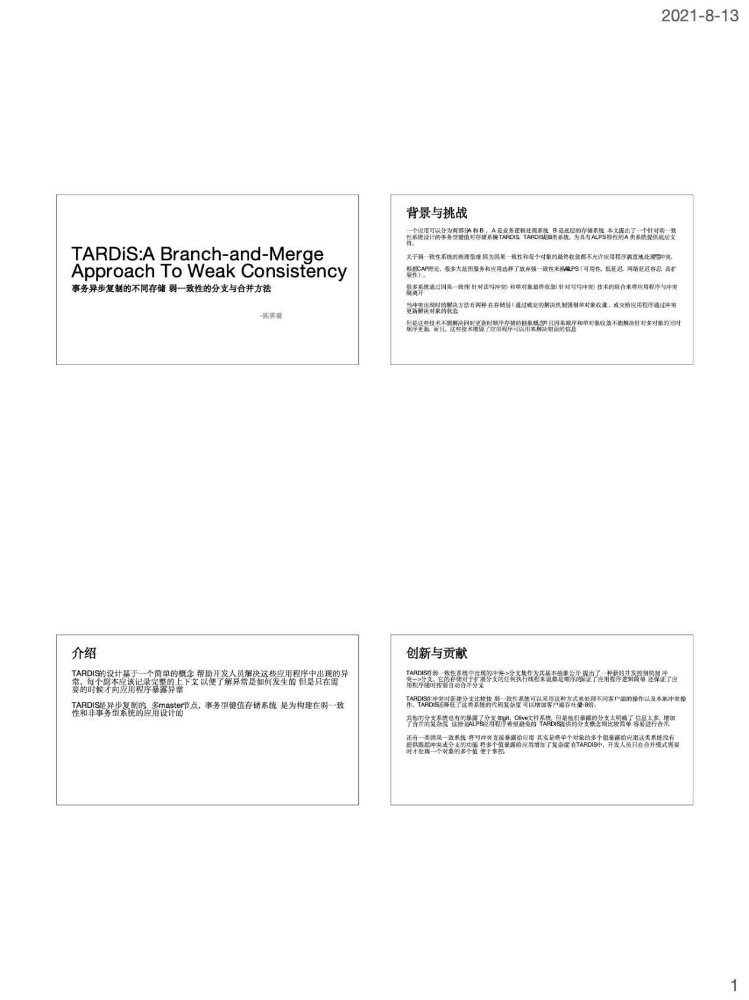 2021-8-13
TARDiS:A Branch-and-Merge
Approach To Weak Consistency
事务异步复制的不同存储 弱一致性的分支与合并方法
-陈霁
背景与挑战
一个应用可以分为两部分A 和 B ， A 是业务逻辑处理系统 B 是底层的存储系统 本文提出了一个针对弱一致
性系统设计的事务型键值对存储系统TARDIS，TARDIS是B类系统，为具有ALPS 特性的A 类系统提供底层支
持。
关于弱一致性系统的推理很难 因为因果一致性和每个对象的最终收敛都不允许应用程序满意地处理写写冲突。
根据CAP理论，很多大范围服务和应用选择了放弃强一致性来换取ALPS（可用性，低延迟，网络延迟容忍 高扩
展性）。
很多系统通过因果一致性( 针对读写冲突) 和单对象最终收敛( 针对写写冲突) 技术的组合来将应用程序与冲突
隔离开
当冲突出现时的解决方法有两种 在存储层 ( 通过确定的解决机制强制单对象收敛 ，或交给应用程序通过冲突
更新解决对象的状态
但是这些技术不能解决同时更新时顺序存储的抽象概念 并且因果顺序和单对象收敛不能解决针对多对象的同时
顺序更新。而且，这些技术摧毁了应用程序可以用来解决错误的信息
介绍
TARDIS的设计基于一个简单的概念 帮助开发人员解决这些应用程序中出现的异
常，每个副本应该记录完整的上下文 以便了解异常是如何发生的 但是只在需
要的时候才向应用程序暴露异常
TARDIS是异步复制的 多master节点，事务型键值存储系统 是为构建在弱一致
性和非事务型系统的应用设计的
创新与贡献
TARDIS将弱一致性系统中出现的冲突->分支集作为其基本抽象公开 提出了一种新的并发控制机制 冲
突—>分支。它的存储对于扩展分支的任何执行线程来说都是顺序的 保证了应用程序逻辑简单 还保证了应
用程序随时按需自动合并分支
TARDIS在冲突时新建分支比较快 弱一致性系统可以采用这种方式来处理不同客户端的操作以及本地冲突操
作。TARDIS还降低了这类系统的代码复杂度 可以增加客户端吞吐量2-8倍。
其他的分支系统也有的暴露了分支 如git，Olive文件系统，但是他们暴露的分支太明确了 信息太多，增加
了合并的复杂度 这恰是ALPS应用程序希望避免的 TARDIS提供的分支概念则比较简单 容易进行合并
还有一类因果一致系统 将写冲突直接暴露给应用 其实是将单个对象的多个值暴露给应用 这类系统没有
提供跟踪冲突或分支的功能 将多个值暴露给应用增加了复杂度 在TARDIS中，开发人员只在合并模式需要
时才处理一个对象的多个值 便于掌控。
1